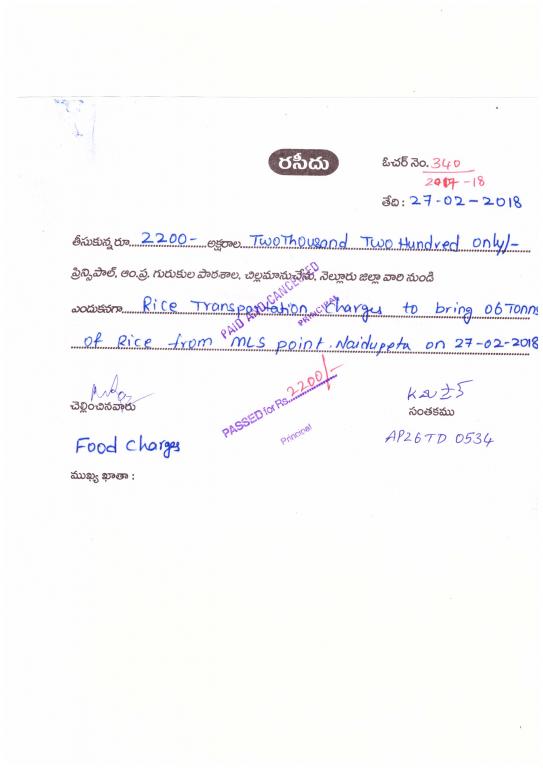 రసీదు
ఓచర్ నెం. 340
2017-18
తేది : 27-02-2018
తీసుకున్న రూ 2200- అక్షరాల Two Thousand Two Hundred only/-
ప్రిన్సిపాల్, ఆం.ప్ర. గురుకుల పాఠశాల, చిల్లమానుచేను, నెల్లూరు జిల్లా వారి నుండి
ఎందుకనగా Rice Transportation charges to bring 06 Tonns
of Rice from MLS point. Naidupeta on 27-02-2018
PAID AND CANCELLED
PRINCIPAL
PASSED for Rs. 2200/-
Principal
చెల్లించినవారు
సంతకము
Food charges
AP26TD 0534
ముఖ్య ఖాతా :